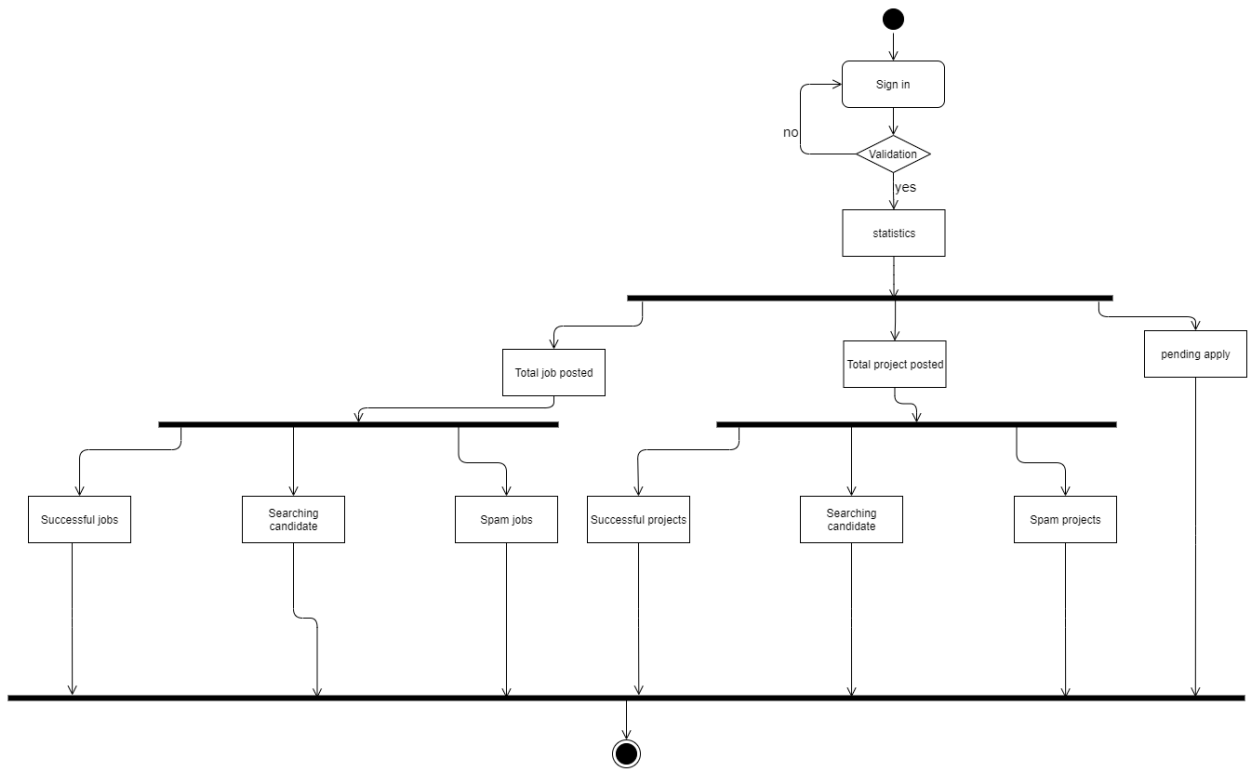 Sign in
no
Validation
yes
statistics
Total job posted
Total project posted
pending apply
Successful jobs
Searching
candidate
Spam jobs
Successful projects
Searching
candidate
Spam projects